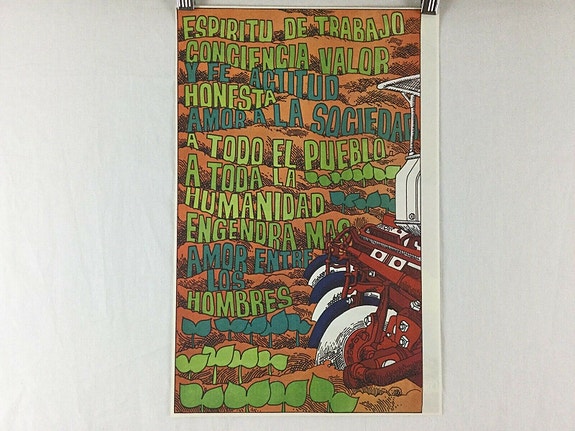 ESPIRITU DE TRABAJO
CONCIENCIA VALOR
Y FE ACTITUD
HONESTA
AMOR A LA SOCIEDAD
A TODO EL PUEBLO
A TODA LA
HUMANIDAD
ENGENDRA MAS
AMOR ENTRE
LOS
HOMBRES